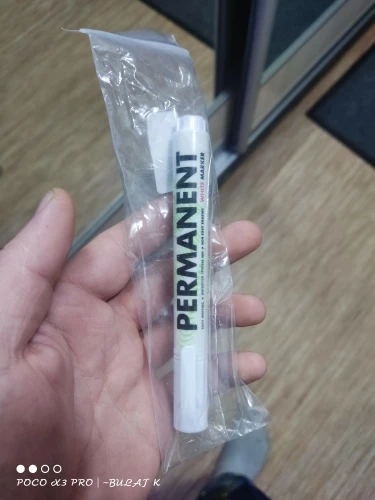 PERMANENT
WHITE MARKER
POCO X3 PRO | ~BULAT K